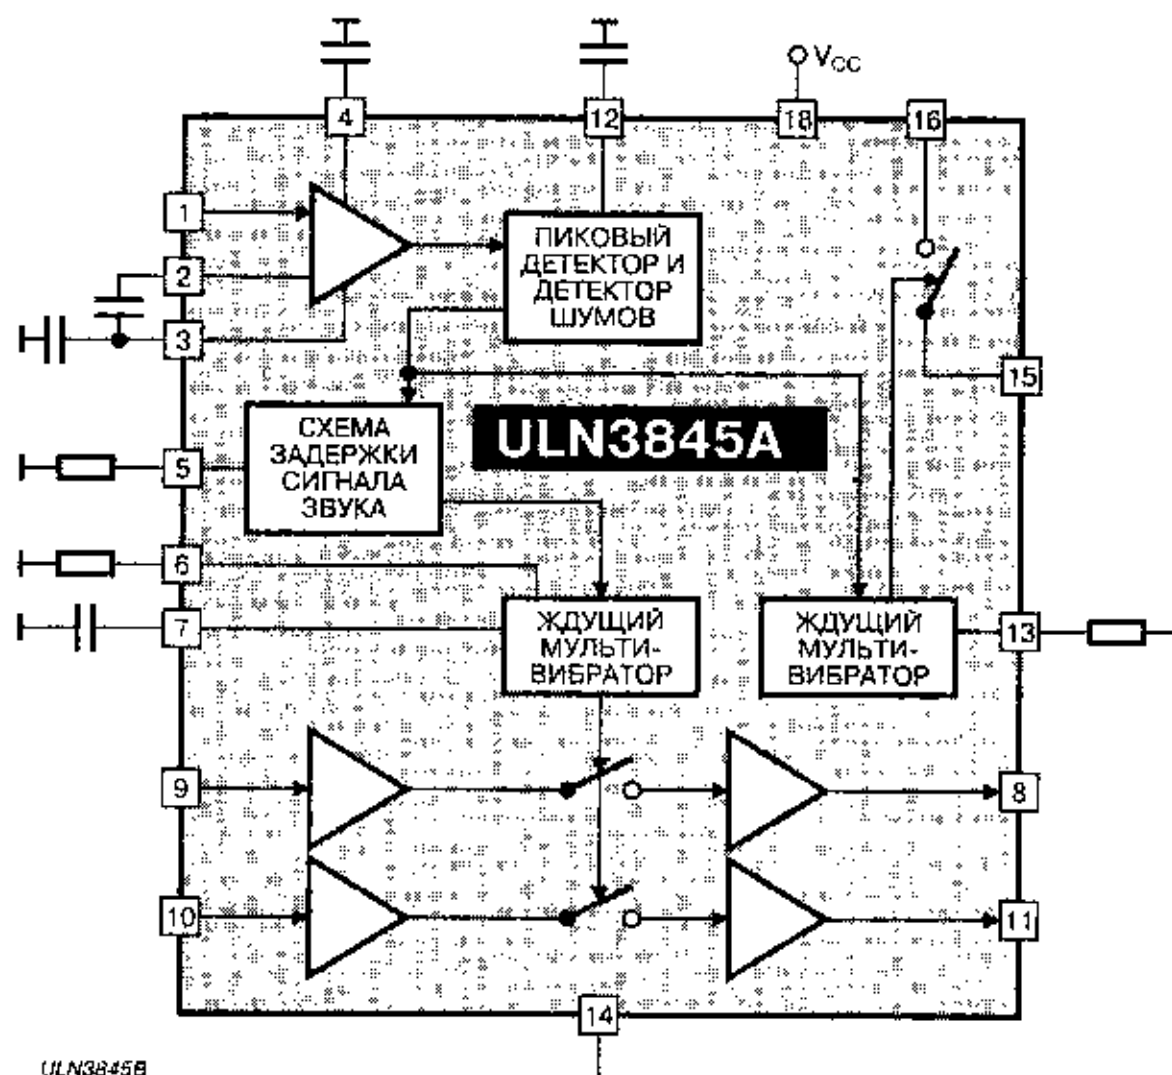 V_CC
4
12
18
16
1
2
3
ПИКОВЫЙ
ДЕТЕКТОР И
ДЕТЕКТОР
ШУМОВ
15
СХЕМА
ЗАДЕРЖКИ
СИГНАЛА
ЗВУКА
ULN3845A
5
6
7
ЖДУЩИЙ
МУЛЬТИ-
ВИБРАТОР
ЖДУЩИЙ
МУЛЬТИ-
ВИБРАТОР
13
9
8
10
11
14
ULN3845B